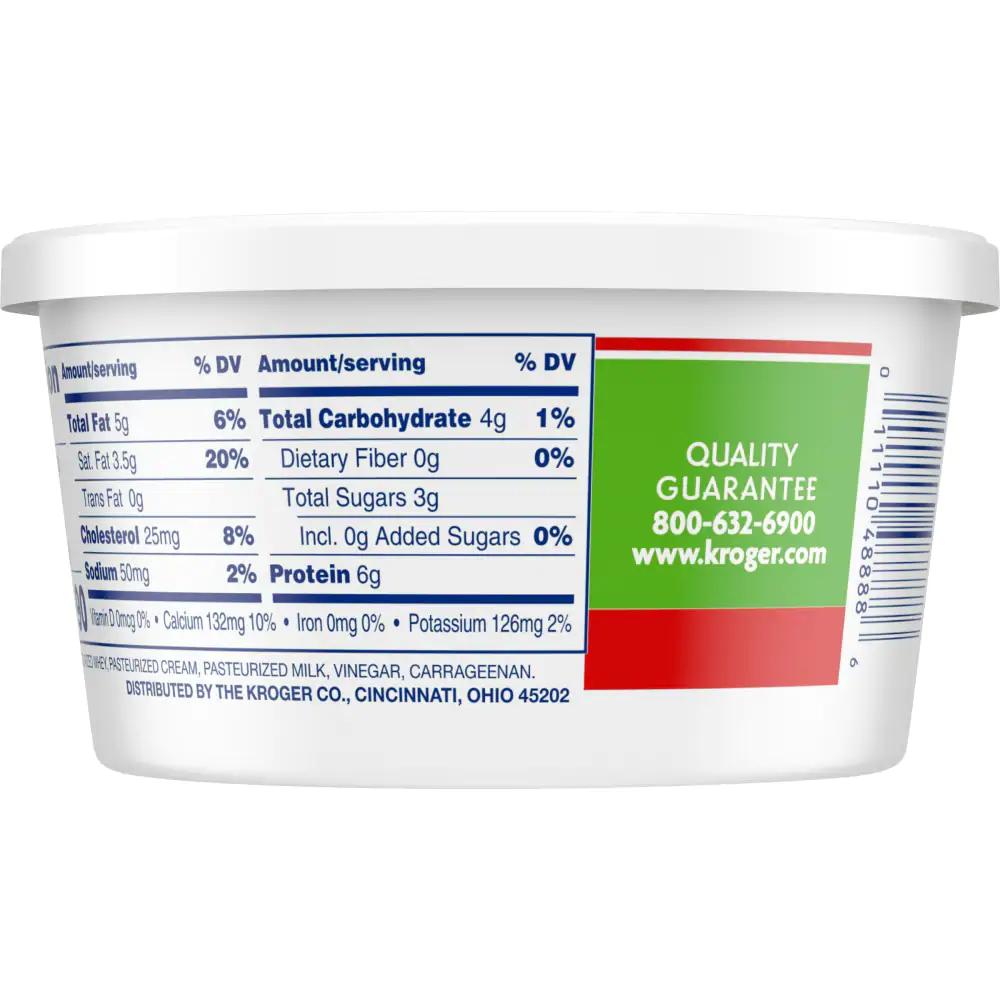 Amount/serving % DV
Total Fat 5g 6%
Sat. Fat 3.5g 20%
Trans Fat 0g
Cholesterol 25mg 8%
Sodium 50mg 2%
Amount/serving % DV
Total Carbohydrate 4g 1%
Dietary Fiber 0g 0%
Total Sugars 3g
Incl. 0g Added Sugars 0%
Protein 6g
Vitamin D 0mcg 0% • Calcium 132mg 10% • Iron 0mg 0% • Potassium 126mg 2%
WHEY, PASTEURIZED CREAM, PASTEURIZED MILK, VINEGAR, CARRAGEENAN.
DISTRIBUTED BY THE KROGER CO., CINCINNATI, OHIO 45202
QUALITY
GUARANTEE
800-632-6900
www.kroger.com
0 11110 48888 6